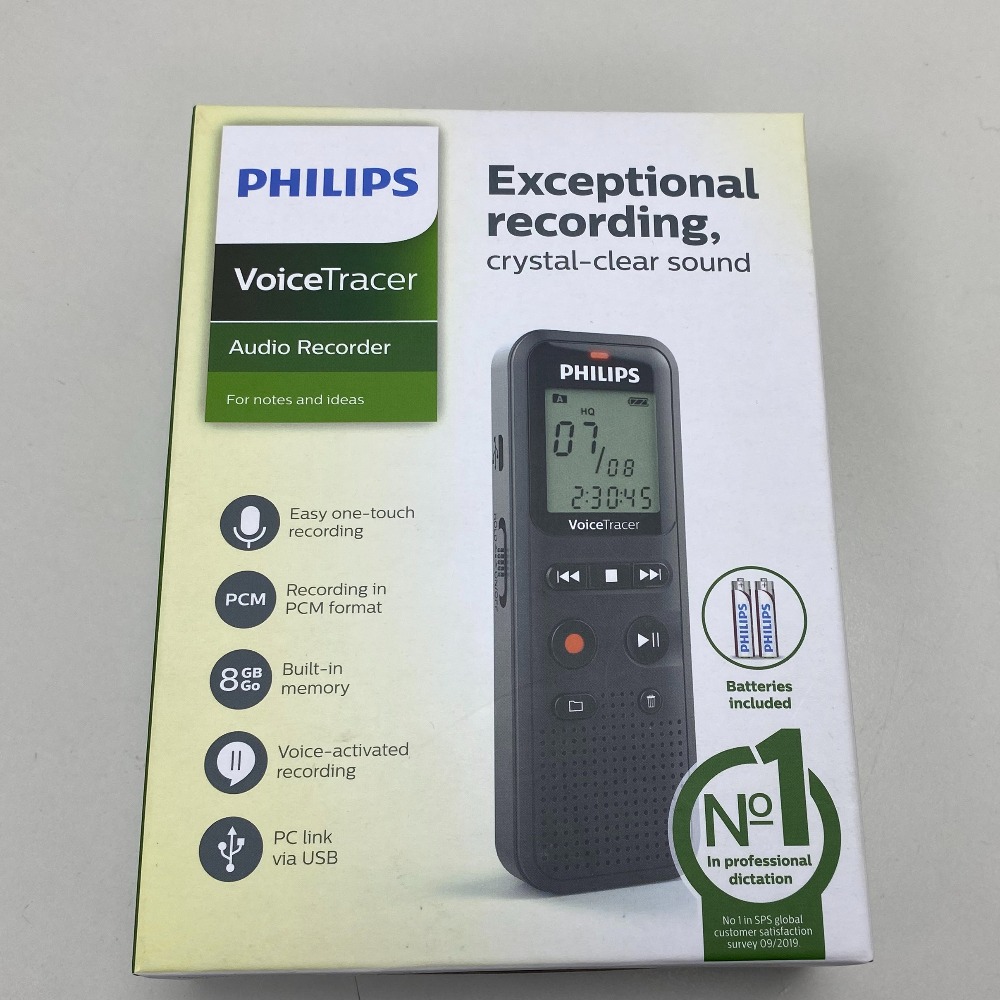 PHILIPS
VoiceTracer
Audio Recorder
For notes and ideas
Exceptional
recording,
crystal-clear sound
Easy one-touch
recording
PCM
Recording in
PCM format
8 GB
Go
Built-in
memory
Voice-activated
recording
PC link
via USB
PHILIPS
A
HQ
07/08
2:30:45
VoiceTracer
PHILIPS
PHILIPS
Batteries
included
Nº1
In professional
dictation
No 1 in SPS global
customer satisfaction
survey 09/2019.